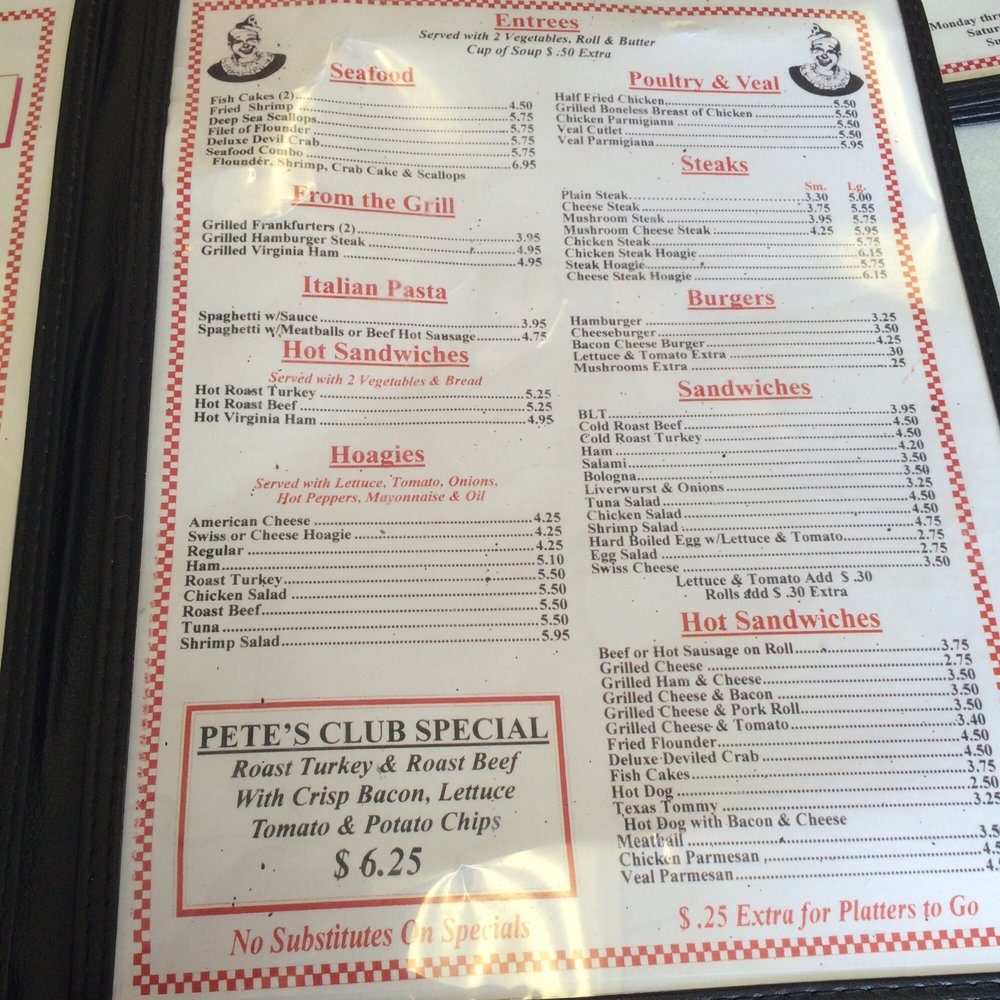 Entrees
Served with 2 Vegetables, Roll & Butter
Cup of Soup $ .50 Extra
Seafood
Fish Cakes (2) 4.50
Fried Shrimp 5.75
Deep Sea Scallops 5.75
Filet of Flounder 5.75
Deluxe Devil Crab 5.75
Seafood Combo 6.95
Flounder, Shrimp, Crab Cake & Scallops
From the Grill
Grilled Frankfurters (2) 3.95
Grilled Hamburger Steak 4.95
Grilled Virginia Ham 4.95
Italian Pasta
Spaghetti w/Sauce 3.95
Spaghetti w/Meatballs or Beef Hot Sausage 4.75
Hot Sandwiches
Served with 2 Vegetables & Bread
Hot Roast Turkey 5.25
Hot Roast Beef 5.25
Hot Virginia Ham 4.95
Hoagies
Served with Lettuce, Tomato, Onions,
Hot Peppers, Mayonnaise & Oil
American Cheese 4.25
Swiss or Cheese Hoagie 4.25
Regular 4.25
Ham 5.10
Roast Turkey 5.50
Chicken Salad 5.50
Roast Beef 5.50
Tuna 5.50
Shrimp Salad 5.95
PETE'S CLUB SPECIAL
Roast Turkey & Roast Beef
With Crisp Bacon, Lettuce
Tomato & Potato Chips
$ 6.25
No Substitutes On Specials
Poultry & Veal
Half Fried Chicken 5.50
Grilled Boneless Breast of Chicken 5.50
Chicken Parmigiana 5.50
Veal Cutlet 5.50
Veal Parmigiana 5.95
Steaks
Sm. Lg.
Plain Steak 3.30 5.00
Cheese Steak 3.75 5.55
Mushroom Steak 3.95 5.75
Mushroom Cheese Steak 4.25 5.95
Chicken Steak 5.75
Chicken Steak Hoagie 6.15
Steak Hoagie 5.75
Cheese Steak Hoagie 6.15
Burgers
Hamburger 3.25
Cheeseburger 3.50
Bacon Cheese Burger 4.25
Lettuce & Tomato Extra .30
Mushrooms Extra .25
Sandwiches
BLT 3.95
Cold Roast Beef 4.50
Cold Roast Turkey 4.50
Ham 4.20
Salami 3.50
Bologna 3.50
Liverwurst & Onions 3.25
Tuna Salad 4.50
Chicken Salad 4.50
Shrimp Salad 4.75
Hard Boiled Egg w/Lettuce & Tomato 2.75
Egg Salad 2.75
Swiss Cheese 3.50
Lettuce & Tomato Add $ .30
Rolls add $ .30 Extra
Hot Sandwiches
Beef or Hot Sausage on Roll 3.75
Grilled Cheese 2.75
Grilled Ham & Cheese 3.50
Grilled Cheese & Bacon 3.50
Grilled Cheese & Pork Roll 3.50
Grilled Cheese & Tomato 3.40
Fried Flounder 4.50
Deluxe Deviled Crab 4.50
Fish Cakes 3.75
Hot Dog 2.50
Texas Tommy 3.25
Hot Dog with Bacon & Cheese
Meatball 3.5
Chicken Parmesan 4.5
Veal Parmesan 4.
$ .25 Extra for Platters to Go
Monday thr
Satur
Su